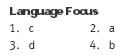 Language Focus
1. c 2. a
3. d 4. b